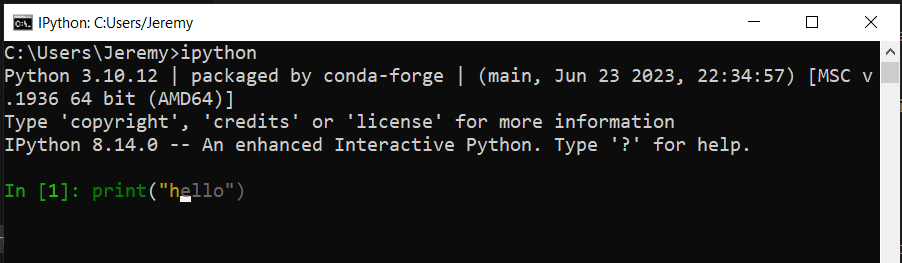 IPython: C:Users/Jeremy
C:\Users\Jeremy>ipython
Python 3.10.12 | packaged by conda-forge | (main, Jun 23 2023, 22:34:57) [MSC v
.1936 64 bit (AMD64)]
Type 'copyright', 'credits' or 'license' for more information
IPython 8.14.0 -- An enhanced Interactive Python. Type '?' for help.
In [1]: print("hello")